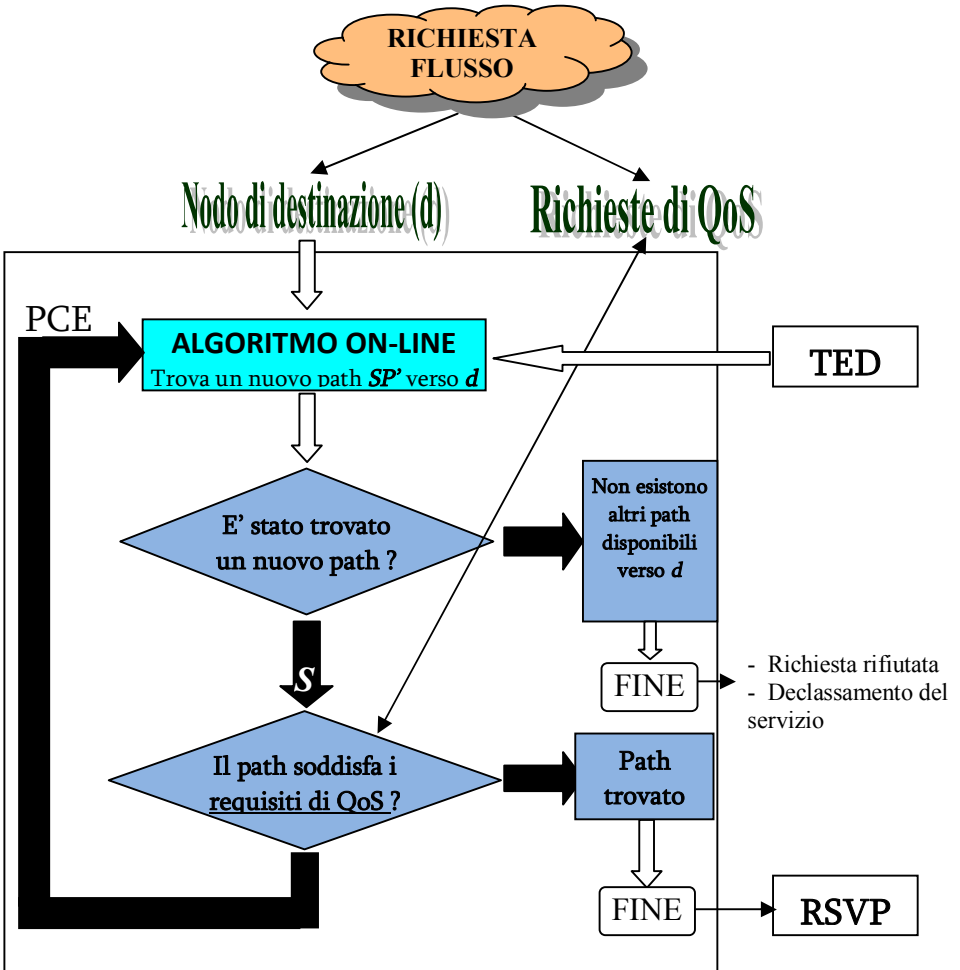 RICHIESTA
FLUSSO
Nodo di destinazione (d)
Richieste di QoS
PCE
ALGORITMO ON-LINE
Trova un nuovo path SP' verso d
TED
E' stato trovato
un nuovo path ?
Non esistono
altri path
disponibili
verso d
S
FINE
- Richiesta rifiutata
- Declassamento del
servizio
Il path soddisfa i
requisiti di QoS ?
Path
trovato
FINE
RSVP